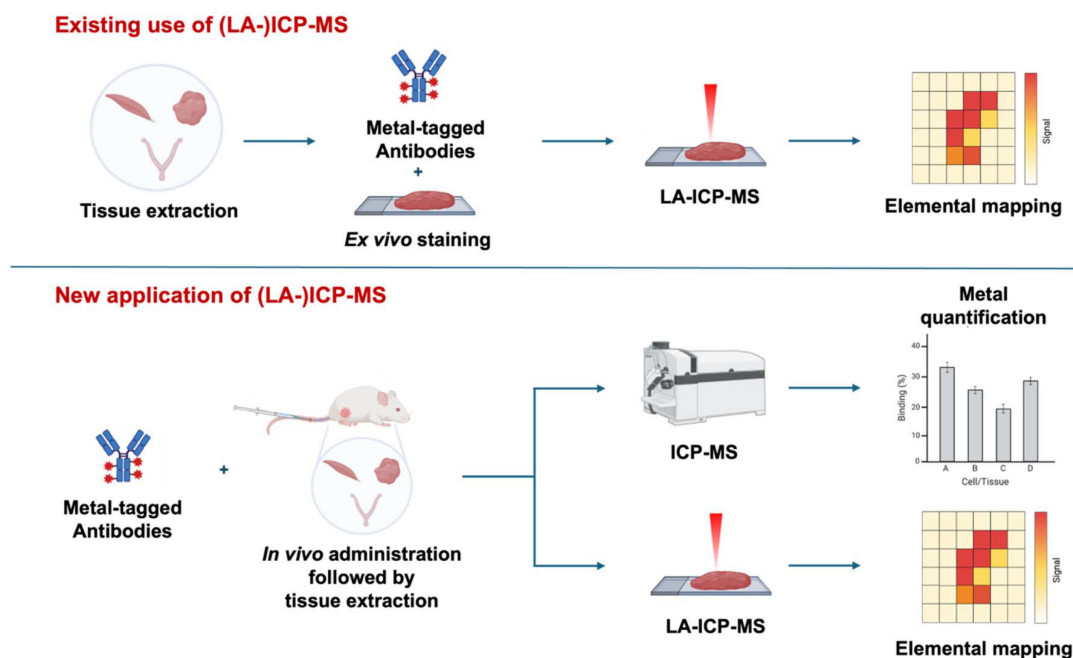 Existing use of (LA-)ICP-MS
Tissue extraction
Metal-tagged
Antibodies
+
Ex vivo staining
LA-ICP-MS
Signal
Elemental mapping
New application of (LA-)ICP-MS
Metal-tagged
Antibodies
+
In vivo administration
followed by
tissue extraction
ICP-MS
Metal
quantification
Binding (%)
40
30
20
10
0
A B C D
Cell/Tissue
LA-ICP-MS
Signal
Elemental mapping